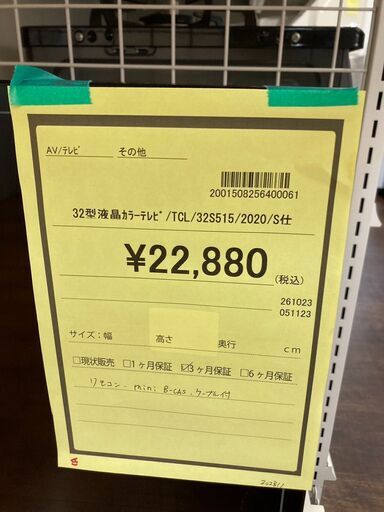 AV/ﾃﾚﾋﾞ その他
2001508256400061
32型液晶ｶﾗｰﾃﾚﾋﾞ/TCL/32S515/2020/S仕
¥22,880(税込)
261023
051123
サイズ:幅 高さ 奥行 cm
□現状販売 □1ヶ月保証 ☑3ヶ月保証 □6ヶ月保証
リモコン、mini B-CAS、ケーブル付